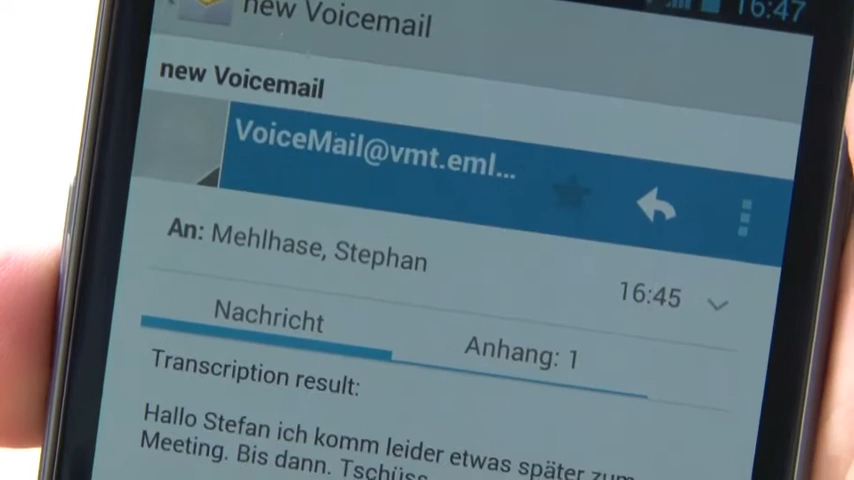 16:47
new Voicemail
new Voicemail
VoiceMail@vmt.eml...
An: Mehlhase, Stephan
16:45
Nachricht
Anhang: 1
Transcription result:
Hallo Stefan ich komm leider etwas später zum
Meeting. Bis dann. Tschüss